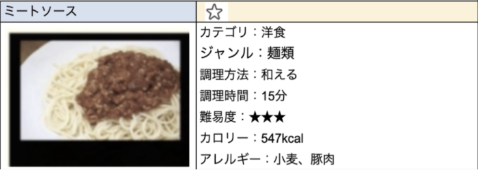 ミートソース ☆
カテゴリ：洋食
ジャンル：麺類
調理方法：和える
調理時間：15分
難易度：★★★
カロリー：547kcal
アレルギー：小麦、豚肉